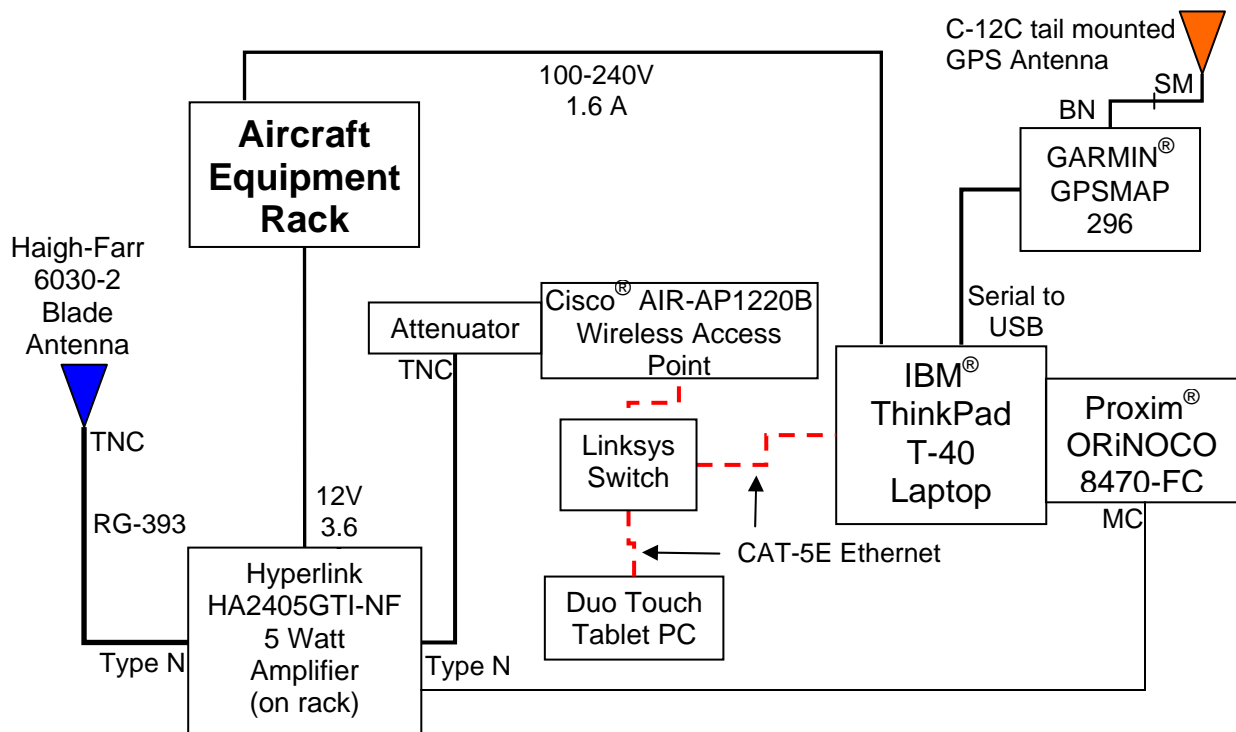 C-12C tail mounted
GPS Antenna
SM
BN
100-240V
1.6 A
Aircraft
Equipment
Rack
GARMIN®
GPSMAP
296
Haigh-Farr
6030-2
Blade
Antenna
Serial to
USB
Attenuator
TNC
Cisco® AIR-AP1220B
Wireless Access
Point
IBM®
ThinkPad
T-40
Laptop
Proxim®
ORiNOCO
8470-FC
MC
TNC
Linksys
Switch
RG-393
12V
3.6
CAT-5E Ethernet
Hyperlink
HA2405GTI-NF
5 Watt
Amplifier
(on rack)
Duo Touch
Tablet PC
Type N
Type N